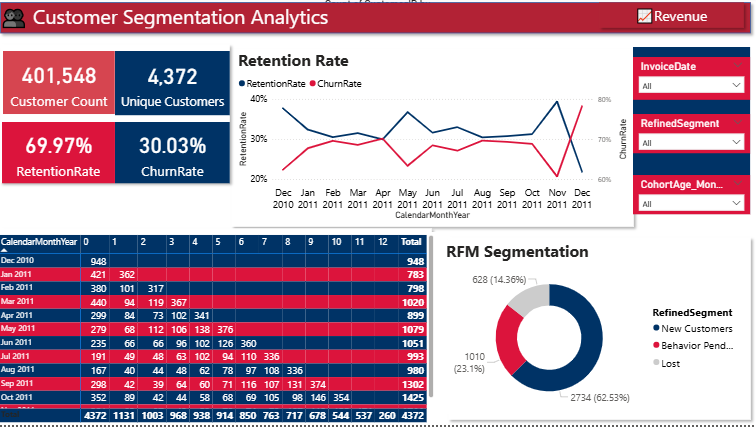 Customer Segmentation Analytics
Revenue
401,548
Customer Count
4,372
Unique Customers
69.97%
RetentionRate
30.03%
ChurnRate
Retention Rate
RetentionRate ChurnRate
40%
30%
20%
RetentionRate
80%
70%
60%
ChurnRate
Dec 2010 Jan 2011 Feb 2011 Mar 2011 Apr 2011 May 2011 Jun 2011 Jul 2011 Aug 2011 Sep 2011 Oct 2011 Nov 2011 Dec 2011
CalendarMonthYear
InvoiceDate
All
RefinedSegment
All
CohortAge_Mon...
All
CalendarMonthYear 0 1 2 3 4 5 6 7 8 9 10 11 12 Total
Dec 2010 948 948
Jan 2011 421 362 783
Feb 2011 380 101 317 798
Mar 2011 440 94 119 367 1020
Apr 2011 299 84 73 102 341 899
May 2011 279 68 112 106 138 376 1079
Jun 2011 235 66 66 96 102 126 360 1051
Jul 2011 191 49 48 63 102 94 110 336 993
Aug 2011 167 40 44 48 62 78 97 108 336 980
Sep 2011 298 42 39 64 60 71 116 107 131 374 1302
Oct 2011 352 89 42 44 58 68 69 105 98 146 354 1425
4372 1131 1003 968 938 914 850 763 717 678 544 537 260 4372
RFM Segmentation
628 (14.36%)
1010
(23.1%)
2734 (62.53%)
RefinedSegment
New Customers
Behavior Pend...
Lost